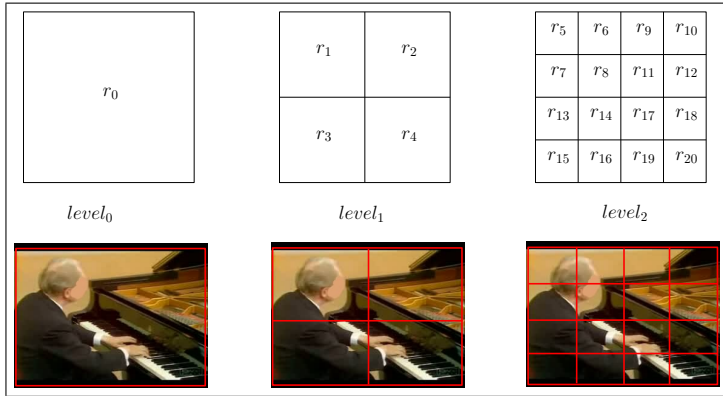 r₀
r₁ r₂
r₃ r₄
r₅ r₆ r₉ r₁₀
r₇ r₈ r₁₁ r₁₂
r₁₃ r₁₄ r₁₇ r₁₈
r₁₅ r₁₆ r₁₉ r₂₀
level₀ level₁ level₂